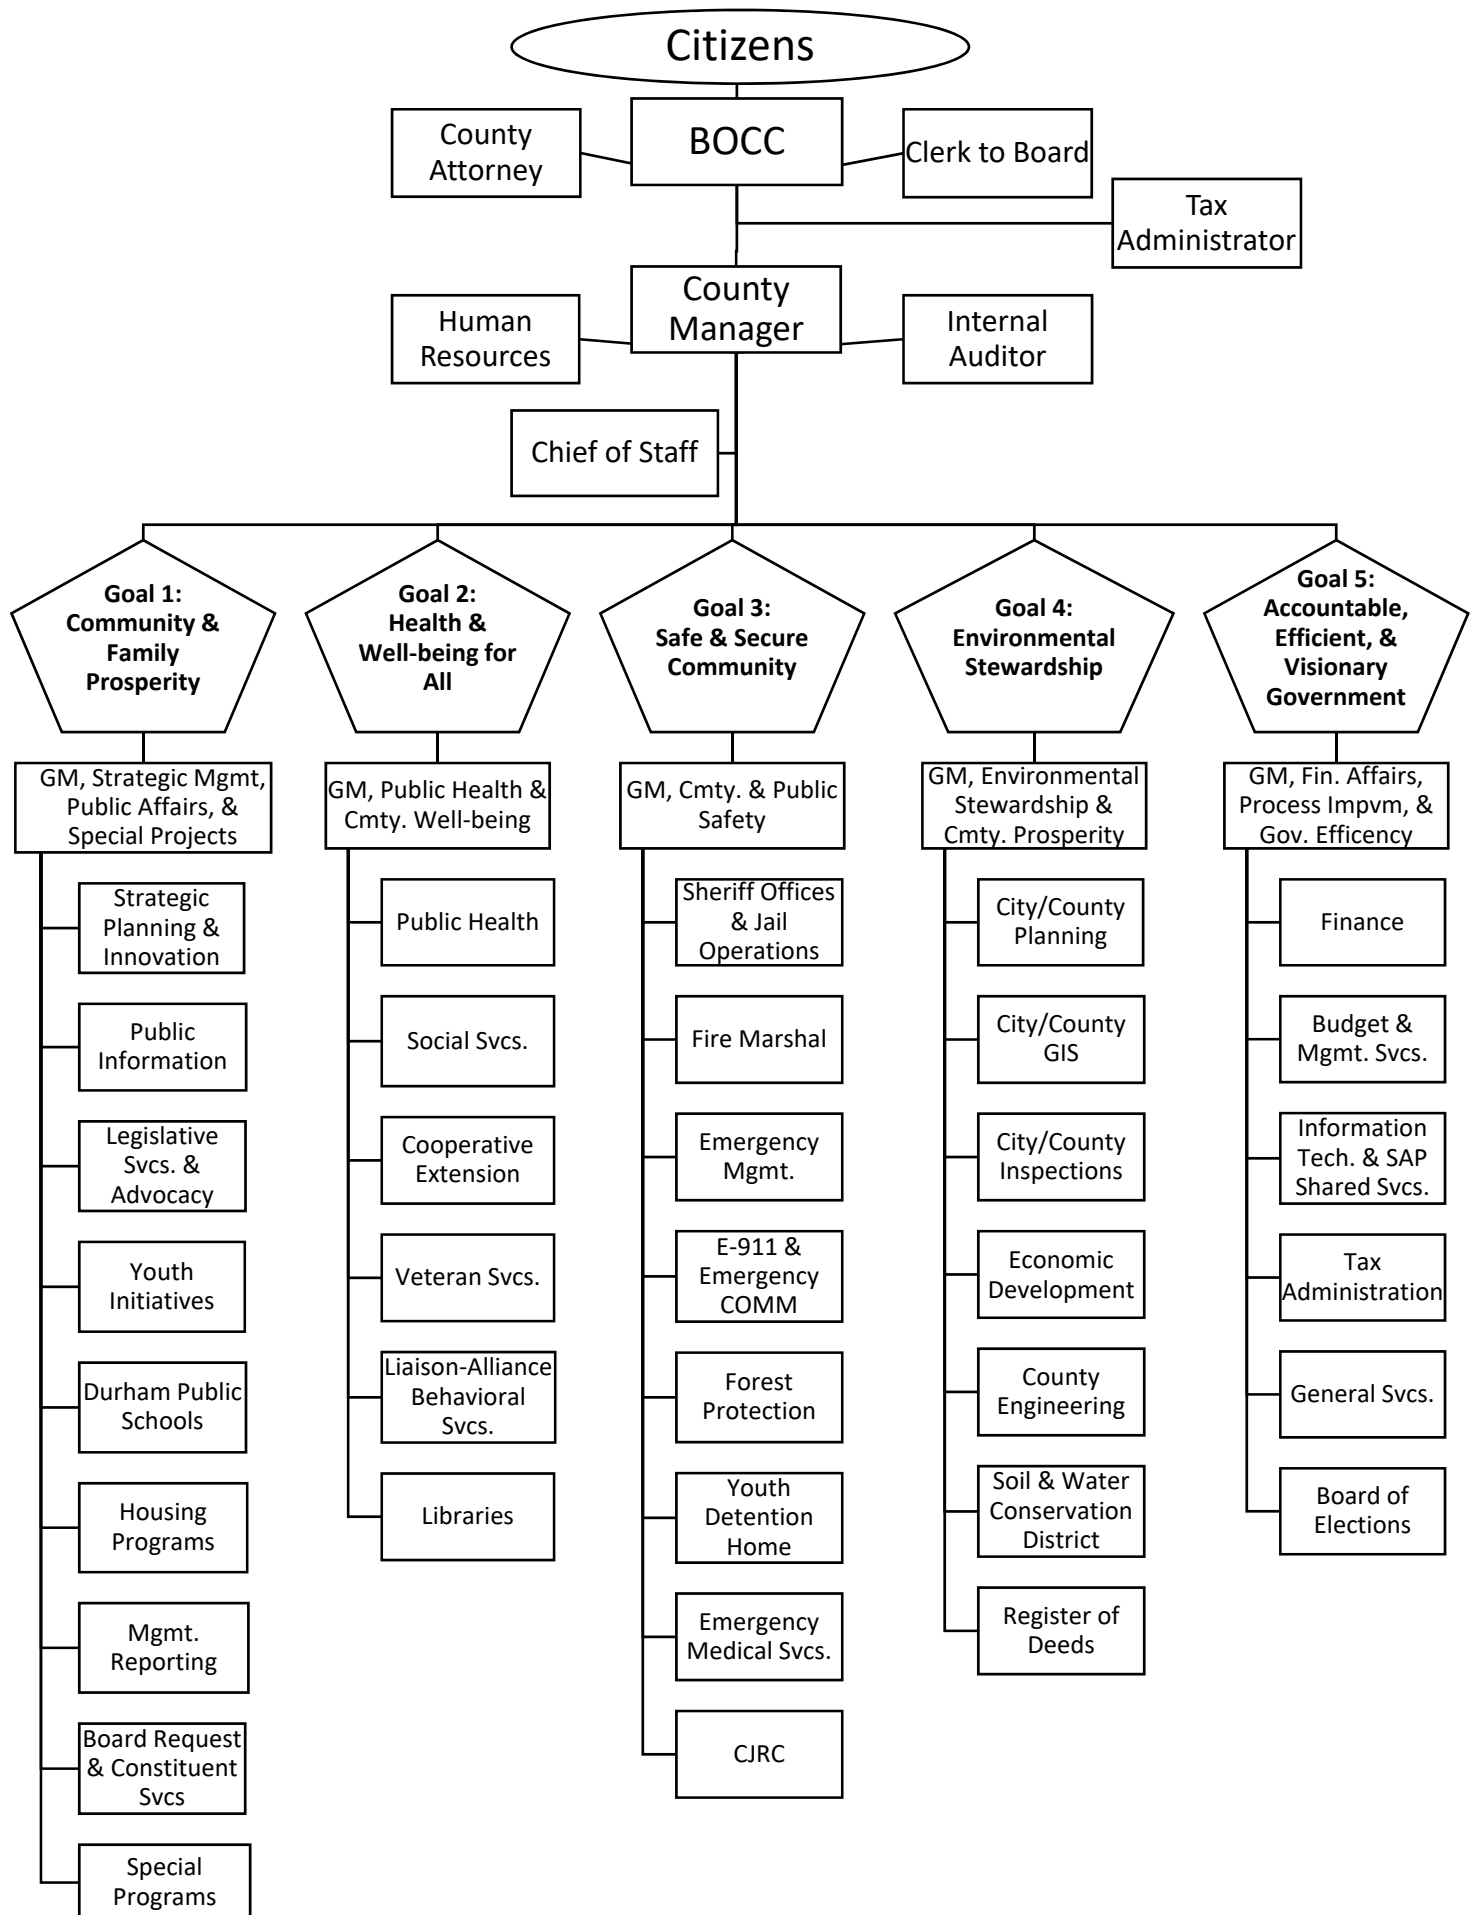 Citizens
County
Attorney
BOCC
Clerk to Board
Tax
Administrator
County
Manager
Human
Resources
Internal
Auditor
Chief of Staff
Goal 1:
Community &
Family
Prosperity
Goal 2:
Health &
Well-being for
All
Goal 3:
Safe & Secure
Community
Goal 4:
Environmental
Stewardship
Goal 5:
Accountable,
Efficient, &
Visionary
Government
GM, Strategic Mgmt,
Public Affairs, &
Special Projects
GM, Public Health &
Cmty. Well-being
GM, Cmty. & Public
Safety
GM, Environmental
Stewardship &
Cmty. Prosperity
GM, Fin. Affairs,
Process Impvm, &
Gov. Efficency
Strategic
Planning &
Innovation
Public
Information
Legislative
Svcs. &
Advocacy
Youth
Initiatives
Durham Public
Schools
Housing
Programs
Mgmt.
Reporting
Board Request
& Constituent
Svcs
Special
Programs
Public Health
Social Svcs.
Cooperative
Extension
Veteran Svcs.
Liaison-Alliance
Behavioral
Svcs.
Libraries
Sheriff Offices
& Jail
Operations
Fire Marshal
Emergency
Mgmt.
E-911 &
Emergency
COMM
Forest
Protection
Youth
Detention
Home
Emergency
Medical Svcs.
CJRC
City/County
Planning
City/County
GIS
City/County
Inspections
Economic
Development
County
Engineering
Soil & Water
Conservation
District
Register of
Deeds
Finance
Budget &
Mgmt. Svcs.
Information
Tech. & SAP
Shared Svcs.
Tax
Administration
General Svcs.
Board of
Elections